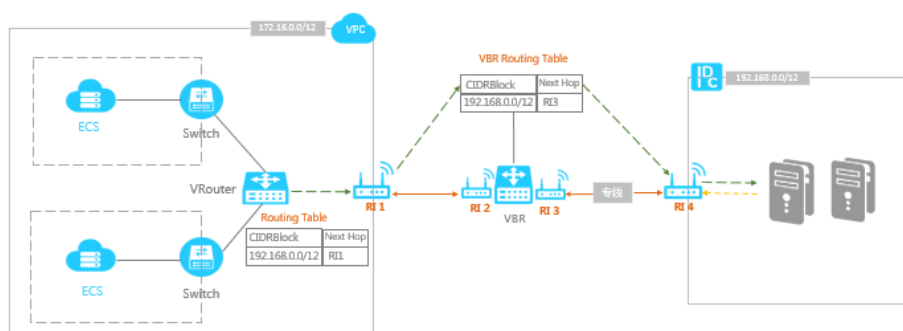 172.16.0.0/12
VPC
ECS
Switch
VRouter
Routing Table
CIDRBlock Next Hop
192.168.0.0/12 RI1
ECS
Switch
RI 1
VBR Routing Table
CIDRBlock Next Hop
192.168.0.0/12 RI3
RI 2
VBR
RI 3
专线
RI 4
ID
IC
192.168.0.0/12